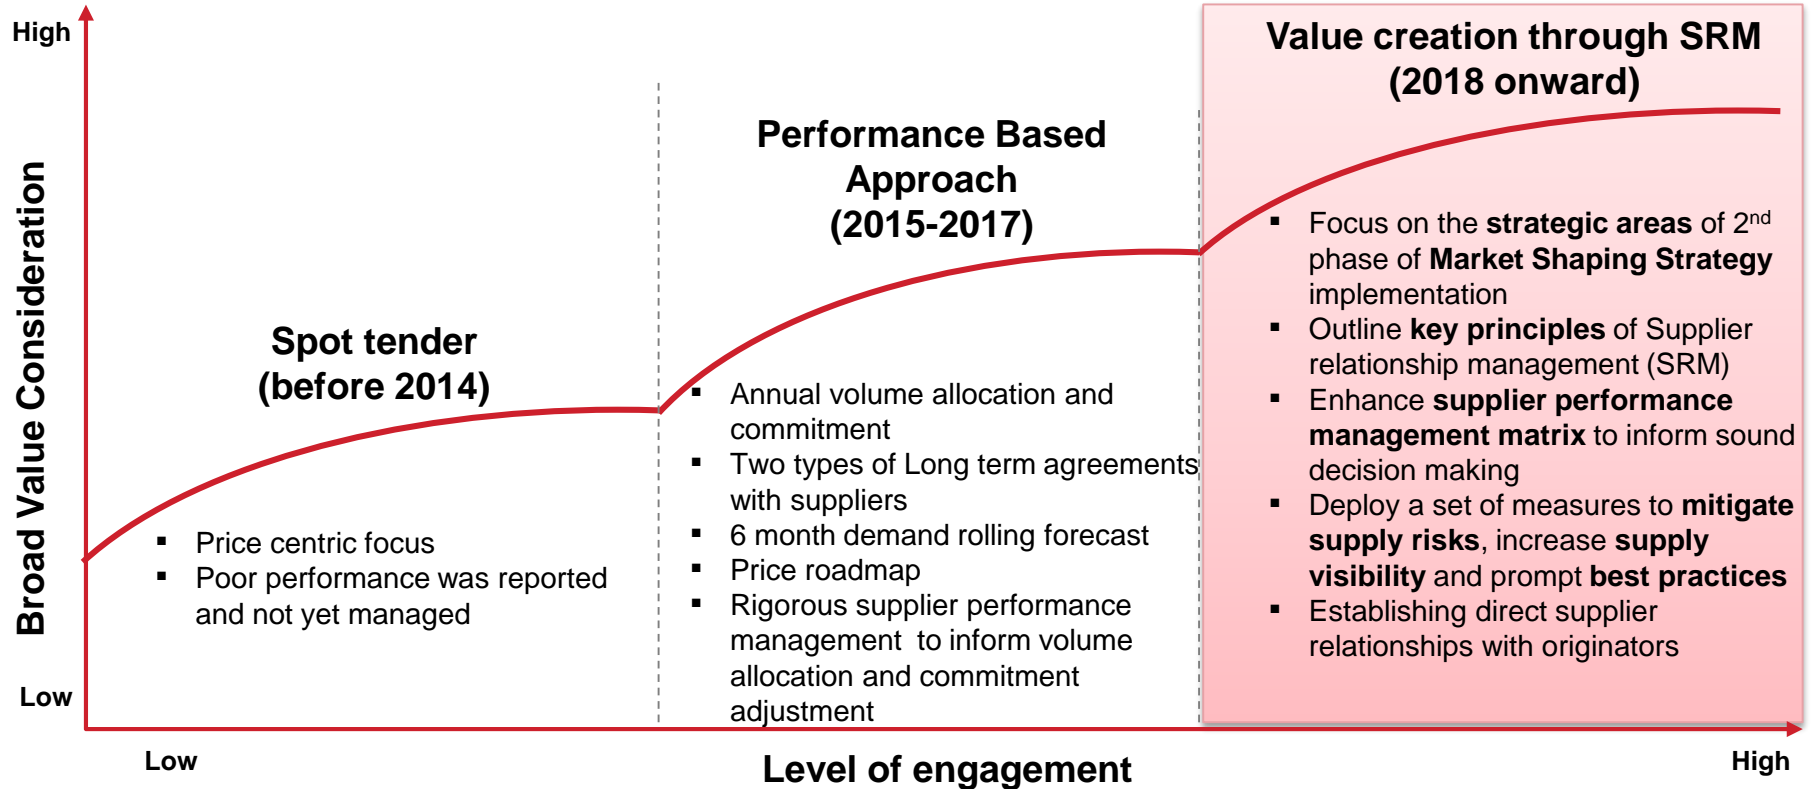 High
Broad Value Consideration
Low
Spot tender
(before 2014)
▪ Price centric focus
▪ Poor performance was reported
and not yet managed
Performance Based
Approach
(2015-2017)
▪ Annual volume allocation and
commitment
▪ Two types of Long term agreements
with suppliers
▪ 6 month demand rolling forecast
▪ Price roadmap
▪ Rigorous supplier performance
management to inform volume
allocation and commitment
adjustment
Value creation through SRM
(2018 onward)
▪ Focus on the strategic areas of 2nd
phase of Market Shaping Strategy
implementation
▪ Outline key principles of Supplier
relationship management (SRM)
▪ Enhance supplier performance
management matrix to inform sound
decision making
▪ Deploy a set of measures to mitigate
supply risks, increase supply
visibility and prompt best practices
▪ Establishing direct supplier
relationships with originators
Low
Level of engagement
High